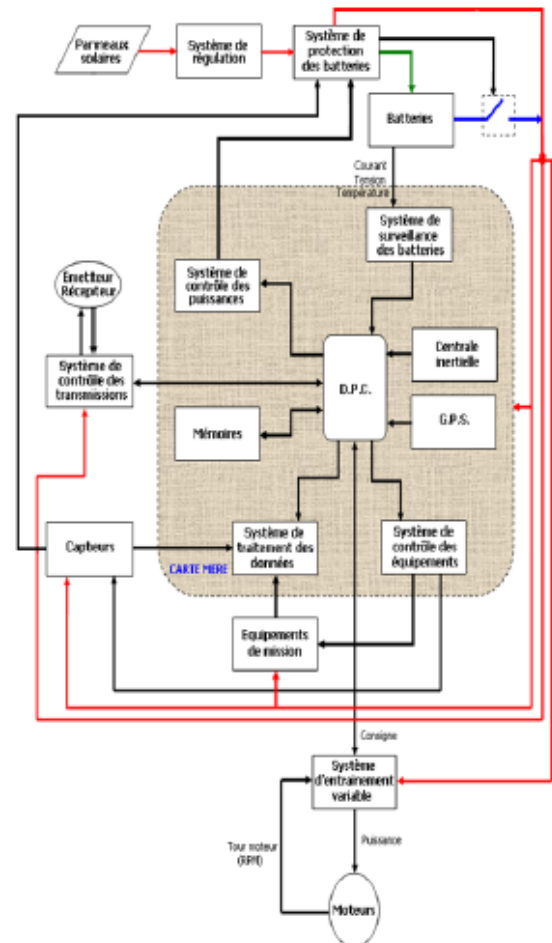 Panneaux
solaires
Système de
régulation
Système de
protection
des batteries
Batteries
Courant
Tension
Température
Système de
surveillance
des batteries
Emetteur
Récepteur
Système de
contrôle des
puissances
Centrale
inertielle
Système de
contrôle des
transmissions
D.P.C.
Mémoires
G.P.S.
Capteurs
Système de
traitement des
données
Système de
contrôle des
équipements
CARTE MERE
Equipements
de mission
Consigne
Système
d'entrainement
variable
Tour moteur
(RPM)
Puissance
Moteurs